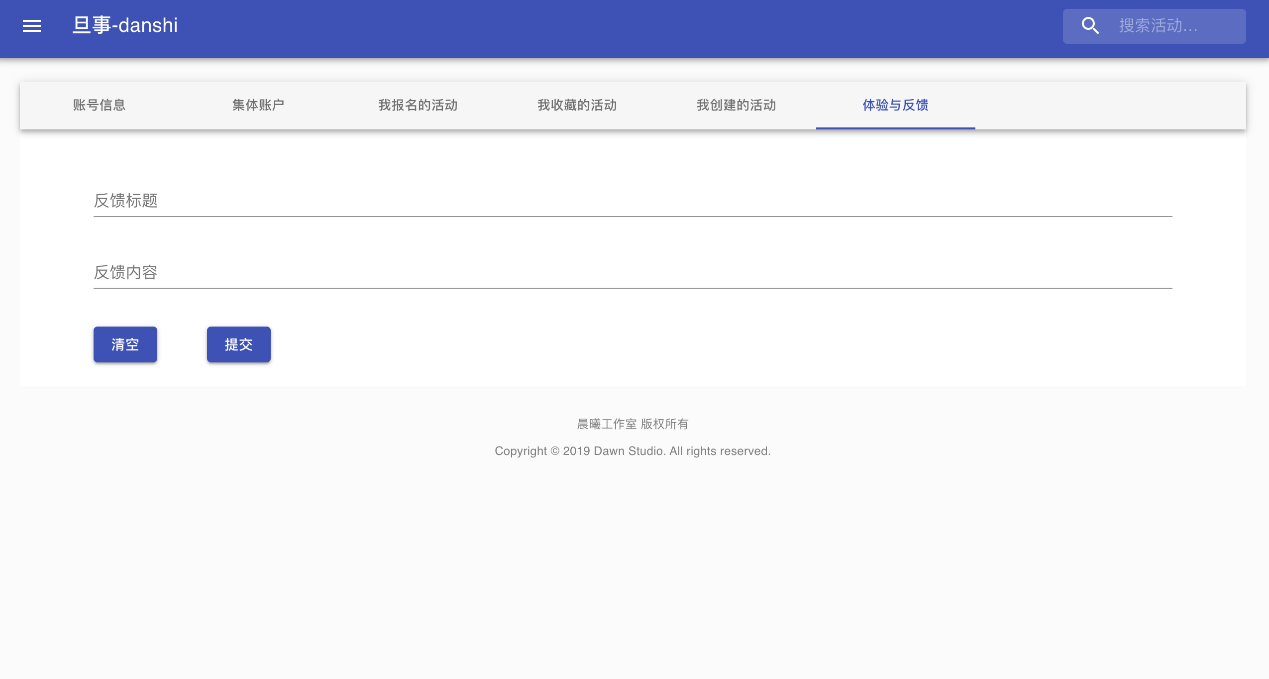 旦事-danshi
搜索活动…
账号信息
集体账户
我报名的活动
我收藏的活动
我创建的活动
体验与反馈
反馈标题
反馈内容
清空
提交
晨曦工作室 版权所有
Copyright © 2019 Dawn Studio. All rights reserved.